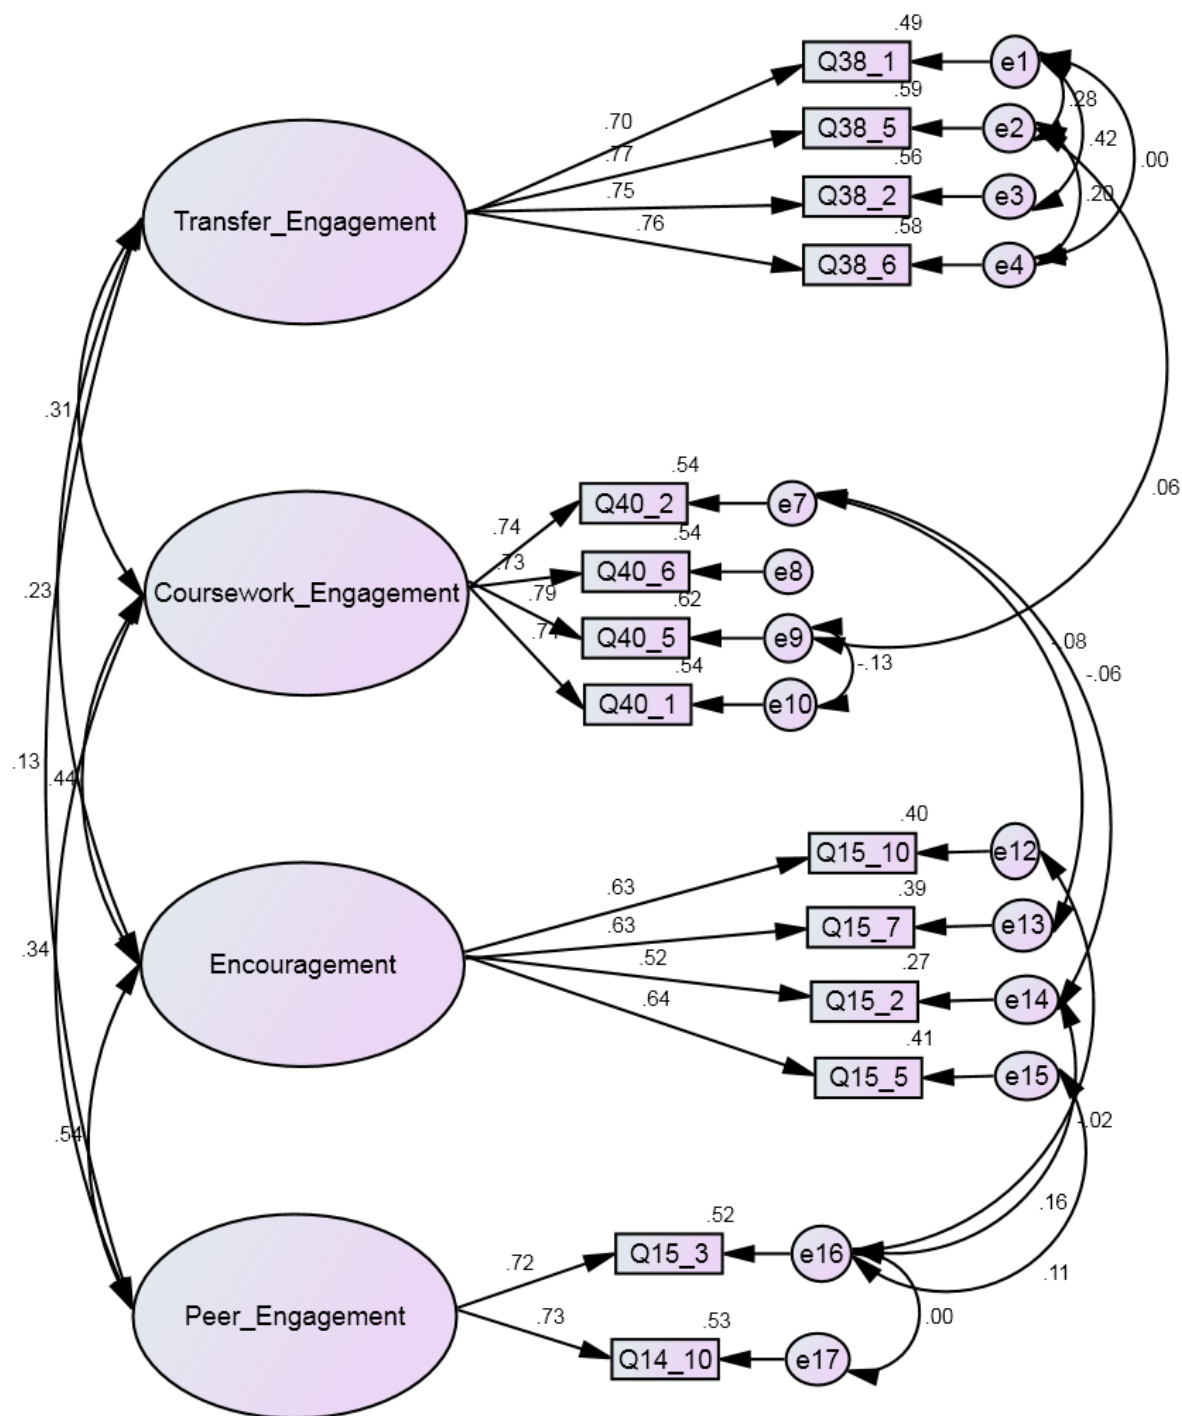 .49
Q38_1
e1
.59
.28
.70
Q38_5
e2
.77
.56
.42
.00
.75
Q38_2
e3
.20
Transfer_Engagement
.76
.58
Q38_6
e4
.31
.54
.06
Q40_2
e7
.74
.54
.73
Q40_6
e8
.23
Coursework_Engagement
.79
.62
Q40_5
e9
-.08
.54
-.13
-.06
Q40_1
e10
.13
.44
.40
Q15_10
e12
.63
.39
.63
Q15_7
e13
.34
Encouragement
.52
.27
Q15_2
e14
.64
.41
Q15_5
e15
.54
-.02
.16
.52
Q15_3
e16
.72
.11
Peer_Engagement
.73
.53
.00
Q14_10
e17